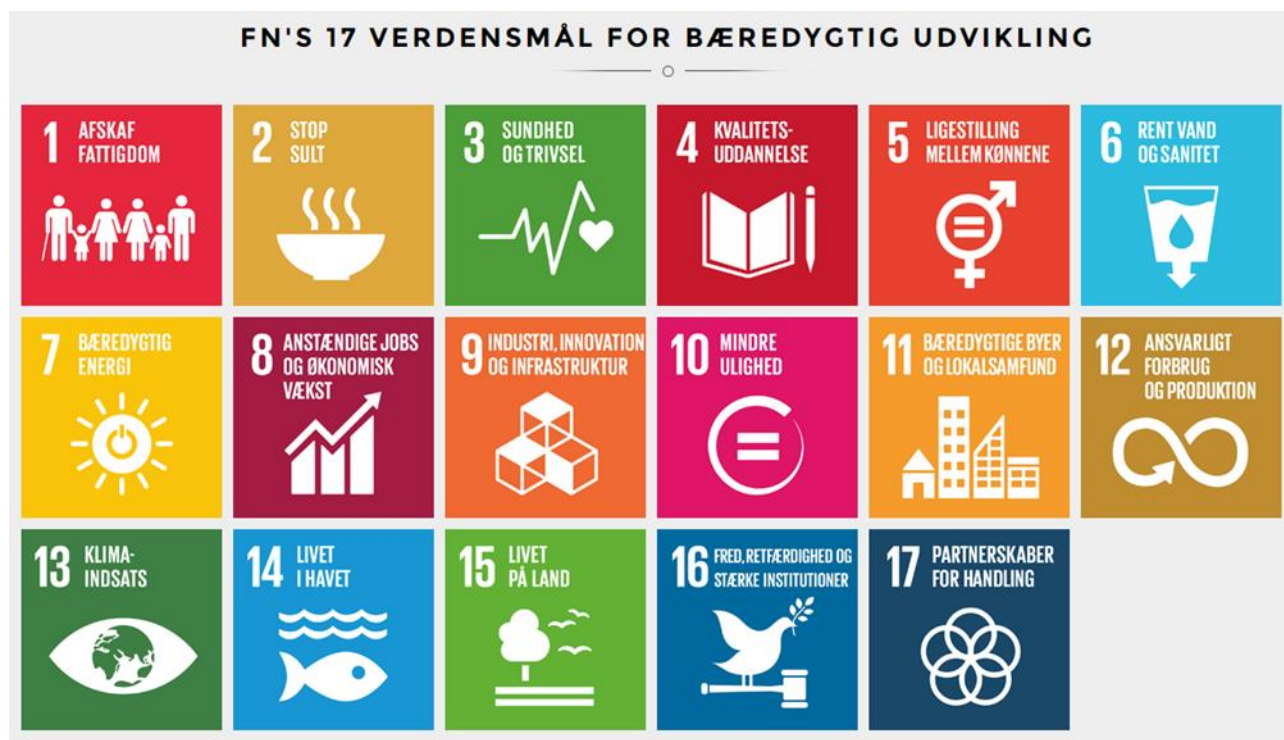 FN'S 17 VERDENSMÅL FOR BÆREDYGTIG UDVIKLING
1 AFSKAF
FATTIGDOM
2 STOP
SULT
3 SUNDHED
OG TRIVSEL
4 KVALITETS-
UDDANNELSE
5 LIGESTILLING
MELLEM KØNNENE
6 RENT VAND
OG SANITET
7 BÆREDYGTIG
ENERGI
8 ANSTÆNDIGE JOBS
OG ØKONOMISK
VÆKST
9 INDUSTRI, INNOVATION
OG INFRASTRUKTUR
10 MINDRE
ULIGHED
11 BÆREDYGTIGE BYER
OG LOKALSAMFUND
12 ANSVARLIGT
FORBRUG
OG PRODUKTION
13 KLIMA-
INDSATS
14 LIVET
I HAVET
15 LIVET
PÅ LAND
16 FRED, RETFÆRDIGHED OG
STÆRKE INSTITUTIONER
17 PARTNERSKABER
FOR HANDLING